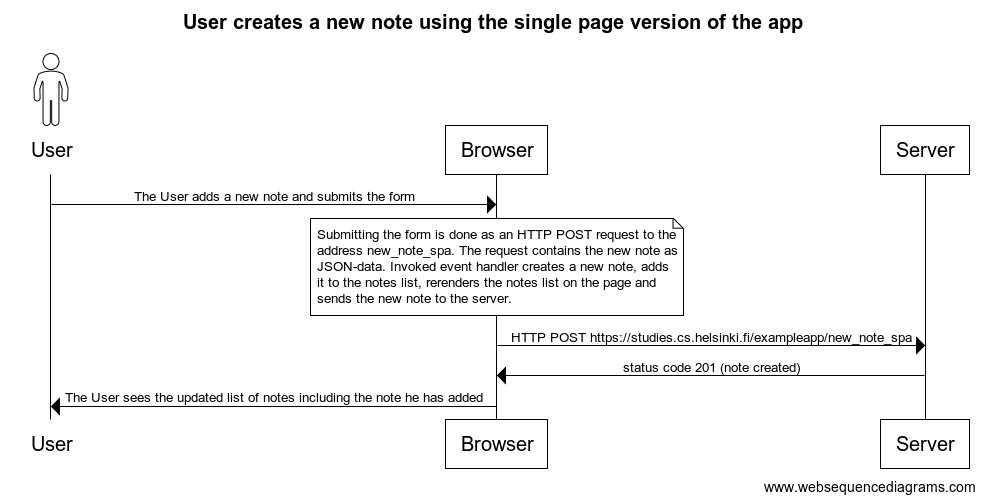 User creates a new note using the single page version of the app
User
Browser
Server
The User adds a new note and submits the form
Submitting the form is done as an HTTP POST request to the
address new_note_spa. The request contains the new note as
JSON-data. Invoked event handler creates a new note, adds
it to the notes list, rerenders the notes list on the page and
sends the new note to the server.
HTTP POST https://studies.cs.helsinki.fi/exampleapp/new_note_spa
status code 201 (note created)
The User sees the updated list of notes including the note he has added
User
Browser
Server
www.websequencediagrams.com